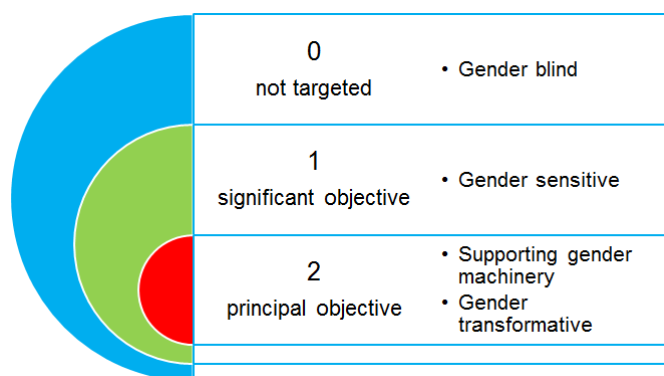 0
not targeted
• Gender blind
1
significant objective
• Gender sensitive
2
principal objective
• Supporting gender
machinery
• Gender
transformative